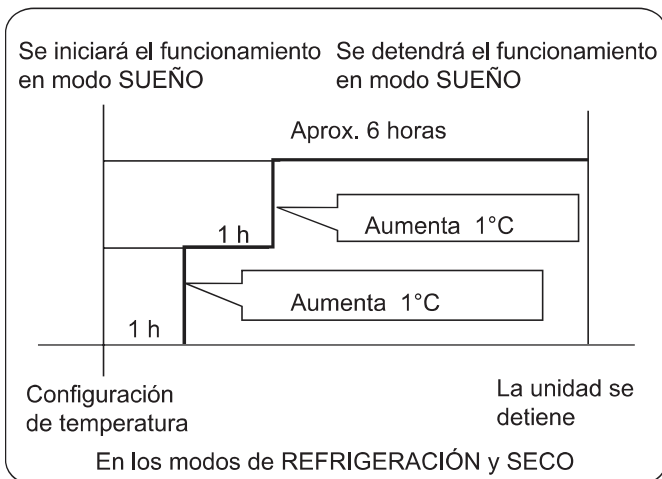 Se iniciará el funcionamiento
en modo SUEÑO
Se detendrá el funcionamiento
en modo SUEÑO
Aprox. 6 horas
Aumenta 1°C
1 h
Aumenta 1°C
1 h
Configuración
de temperatura
La unidad se
detiene
En los modos de REFRIGERACIÓN y SECO